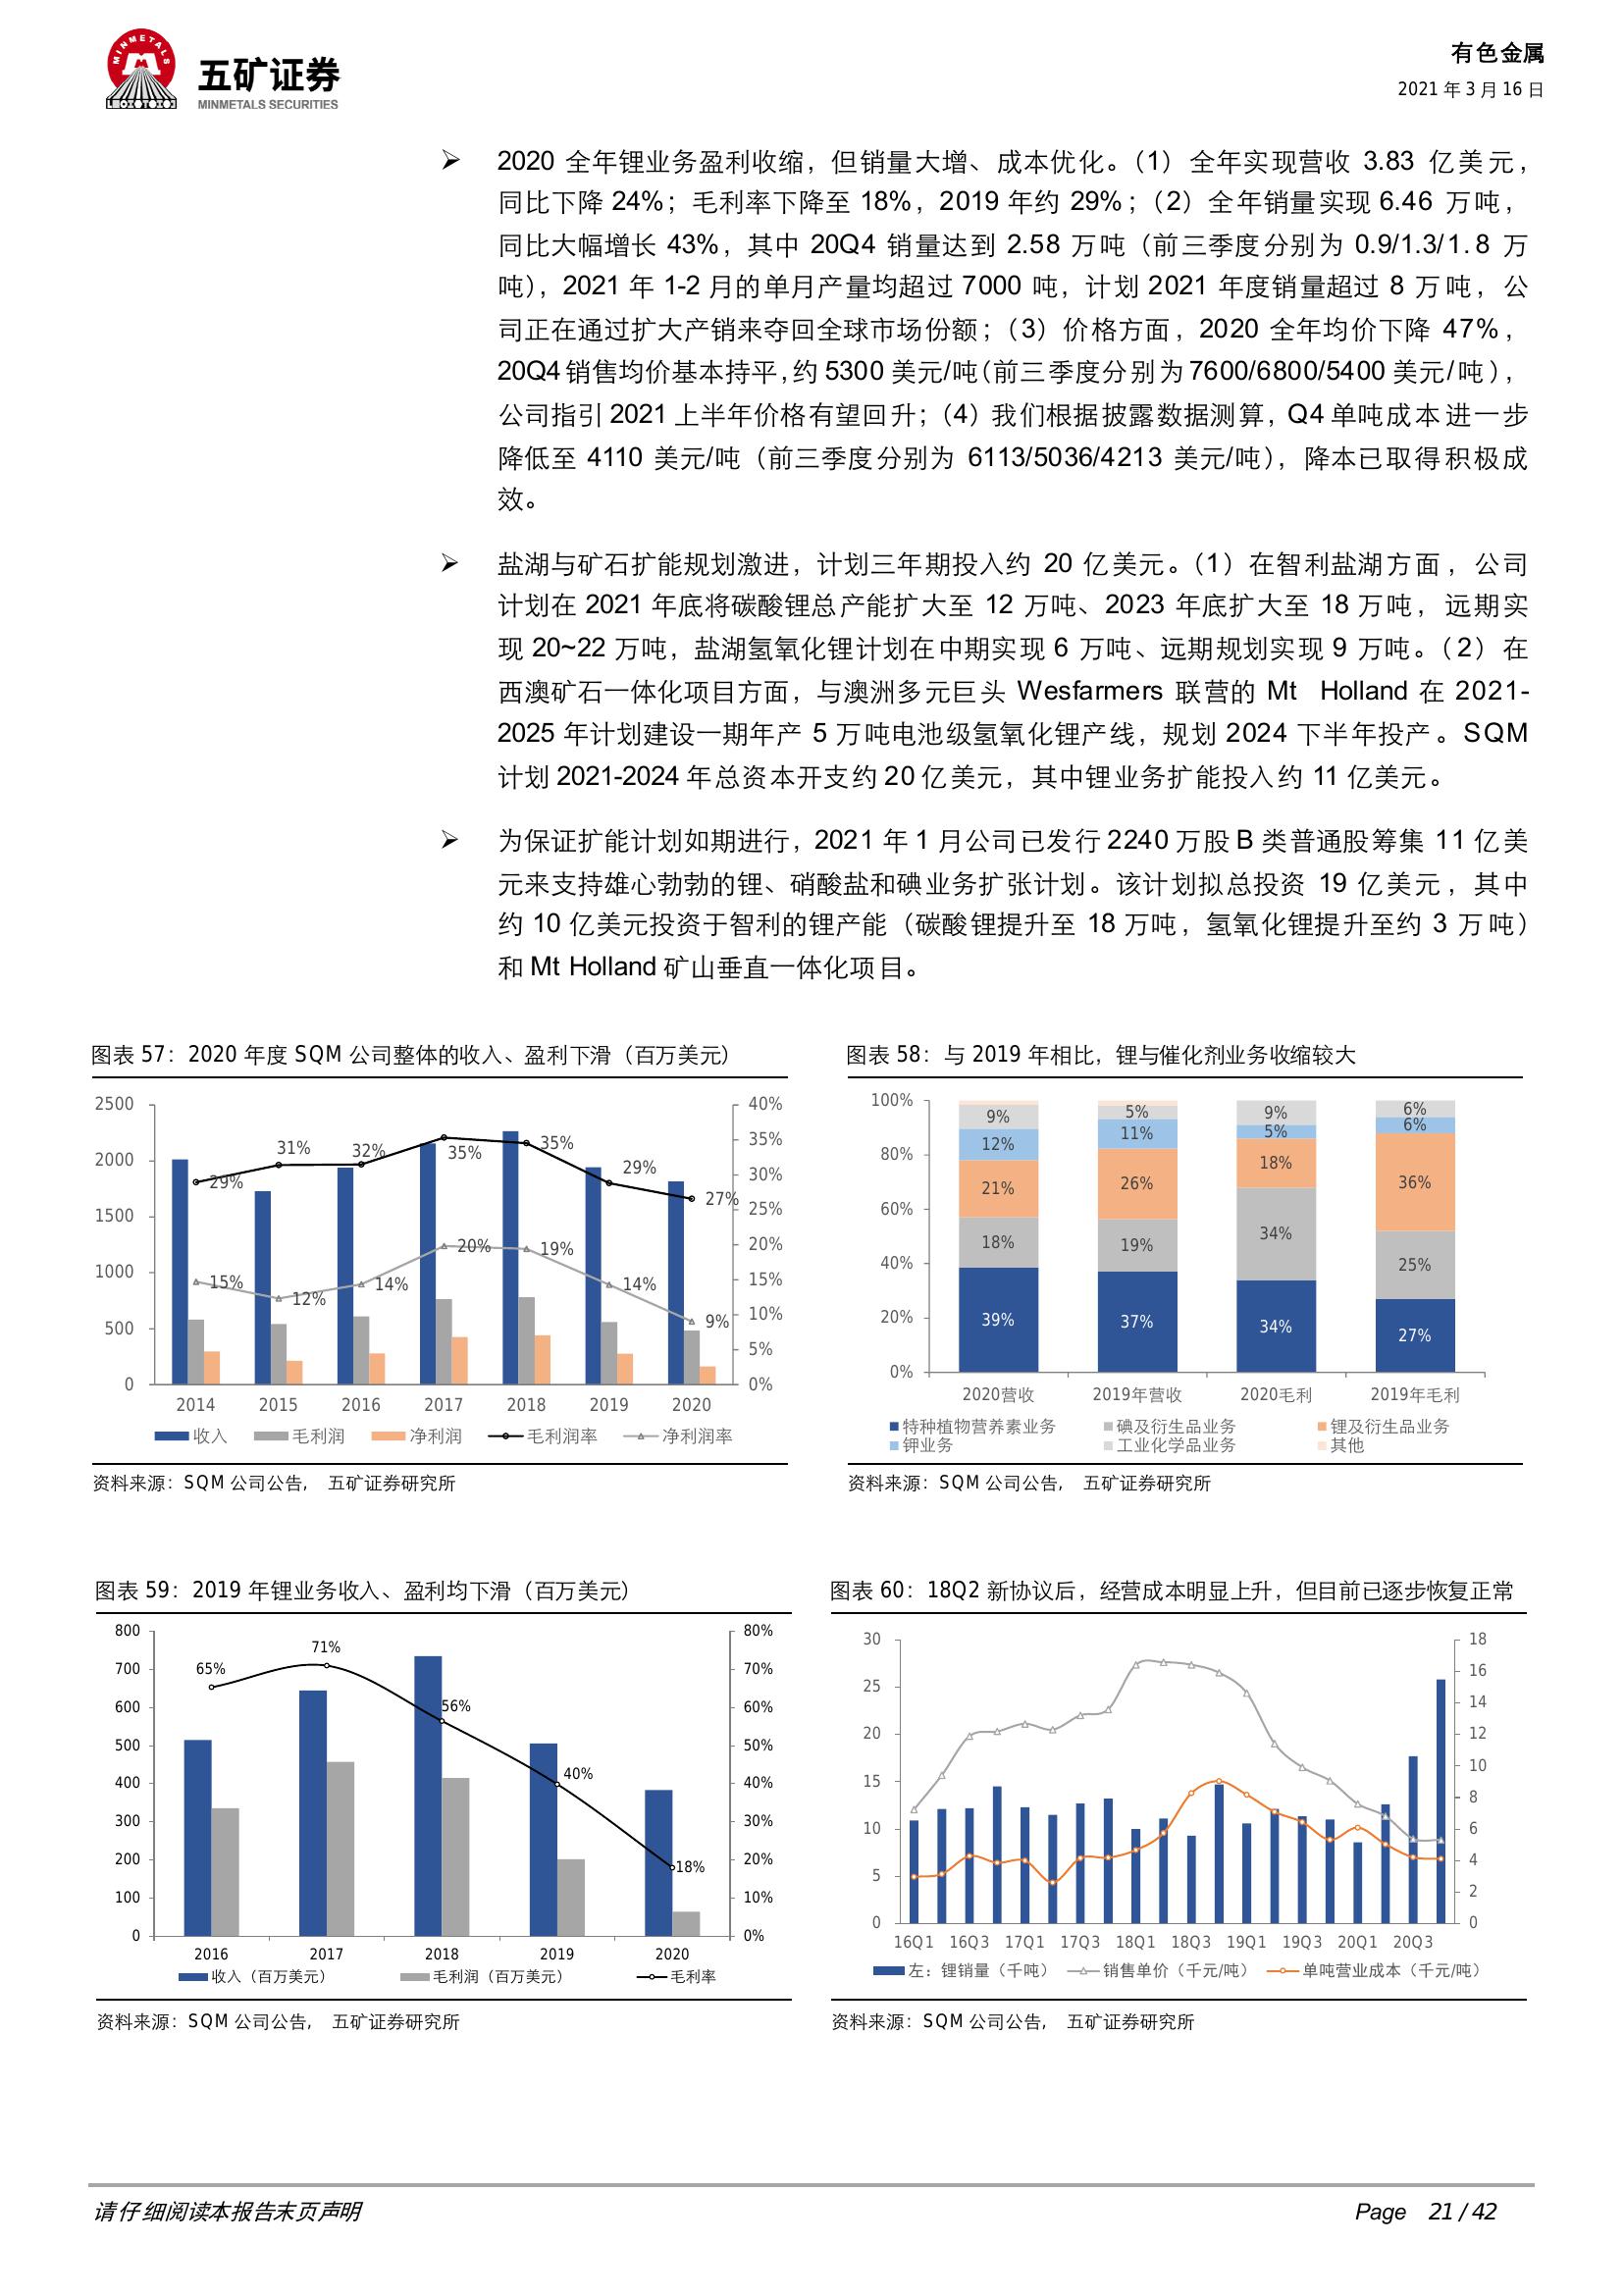 MINMETALS
五矿证券
MINMETALS SECURITIES
有色金属
2021 年 3 月 16 日
➢ 2020 全年锂业务盈利收缩，但销量大增、成本优化。（1）全年实现营收 3.83 亿美元，
同比下降 24%；毛利率下降至 18%，2019 年约 29%；（2）全年销量实现 6.46 万吨，
同比大幅增长 43%，其中 20Q4 销量达到 2.58 万吨（前三季度分别为 0.9/1.3/1.8 万
吨），2021 年 1-2 月的单月产量均超过 7000 吨，计划 2021 年度销量超过 8 万吨，公
司正在通过扩大产销来夺回全球市场份额；（3）价格方面，2020 全年均价下降 47%，
20Q4 销售均价基本持平，约 5300 美元/吨（前三季度分别为 7600/6800/5400 美元/吨），
公司指引 2021 上半年价格有望回升；（4）我们根据披露数据测算，Q4 单吨成本进一步
降低至 4110 美元/吨（前三季度分别为 6113/5036/4213 美元/吨），降本已取得积极成
效。
➢ 盐湖与矿石扩能规划激进，计划三年期投入约 20 亿美元。（1）在智利盐湖方面，公司
计划在 2021 年底将碳酸锂总产能扩大至 12 万吨、2023 年底扩大至 18 万吨，远期实
现 20~22 万吨，盐湖氢氧化锂计划在中期实现 6 万吨、远期规划实现 9 万吨。（2）在
西澳矿石一体化项目方面，与澳洲多元巨头 Wesfarmers 联营的 Mt Holland 在 2021-
2025 年计划建设一期年产 5 万吨电池级氢氧化锂产线，规划 2024 下半年投产。SQM
计划 2021-2024 年总资本开支约 20 亿美元，其中锂业务扩能投入约 11 亿美元。
➢ 为保证扩能计划如期进行，2021 年 1 月公司已发行 2240 万股 B 类普通股筹集 11 亿美
元来支持雄心勃勃的锂、硝酸盐和碘业务扩张计划。该计划拟总投资 19 亿美元，其中
约 10 亿美元投资于智利的锂产能（碳酸锂提升至 18 万吨，氢氧化锂提升至约 3 万吨）
和 Mt Holland 矿山垂直一体化项目。
图表 57：2020 年度 SQM 公司整体的收入、盈利下滑（百万美元）
2500
2000
1500
1000
500
0
40%
35%
30%
25%
20%
15%
10%
5%
0%
29%
31%
32%
35%
35%
29%
27%
15%
12%
14%
20%
19%
14%
9%
2014 2015 2016 2017 2018 2019 2020
收入 毛利润 净利润 毛利润率 净利润率
资料来源：SQM 公司公告， 五矿证券研究所
图表 58：与 2019 年相比，锂与催化剂业务收缩较大
100%
80%
60%
40%
20%
0%
9% 5% 9% 6%
12% 11% 5% 6%
21% 26% 18% 36%
18% 19% 34% 25%
39% 37% 34% 27%
2020营收 2019年营收 2020毛利 2019年毛利
特种植物营养素业务 碘及衍生品业务 锂及衍生品业务
钾业务 工业化学品业务 其他
资料来源：SQM 公司公告， 五矿证券研究所
图表 59：2019 年锂业务收入、盈利均下滑（百万美元）
800
700
600
500
400
300
200
100
0
80%
70%
60%
50%
40%
30%
20%
10%
0%
65%
71%
56%
40%
18%
2016 2017 2018 2019 2020
收入（百万美元） 毛利润（百万美元） 毛利率
资料来源：SQM 公司公告， 五矿证券研究所
图表 60：18Q2 新协议后，经营成本明显上升，但目前已逐步恢复正常
30
25
20
15
10
5
0
18
16
14
12
10
8
6
4
2
0
16Q1 16Q3 17Q1 17Q3 18Q1 18Q3 19Q1 19Q3 20Q1 20Q3
左：锂销量（千吨） 销售单价（千元/吨） 单吨营业成本（千元/吨）
资料来源：SQM 公司公告， 五矿证券研究所
请仔细阅读本报告末页声明
Page 21 / 42